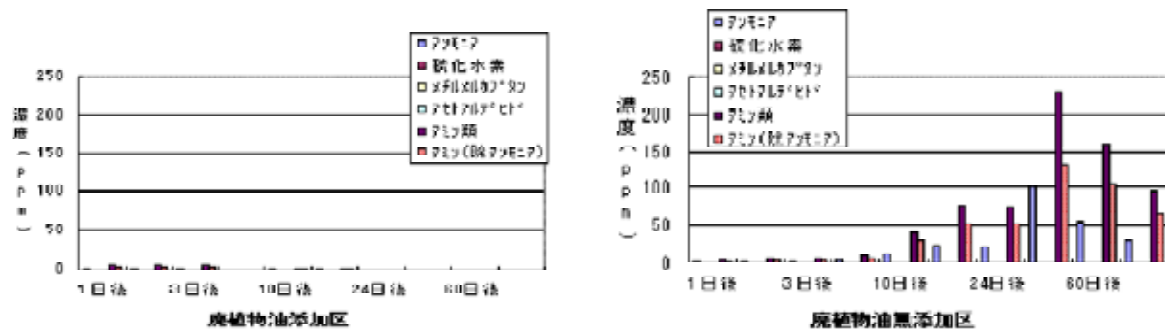 アンモニア
硫化水素
メチルメルカプタン
アセトアルデヒド
アミン類
アミン(除アンモニア)
250
200
150
100
50
0
濃度(ppm)
1日後 3日後 10日後 24日後 60日後
廃植物油添加区
アンモニア
硫化水素
メチルメルカプタン
アセトアルデヒド
アミン類
アミン(除アンモニア)
250
200
150
100
50
0
濃度(ppm)
1日後 3日後 10日後 24日後 60日後
廃植物油無添加区